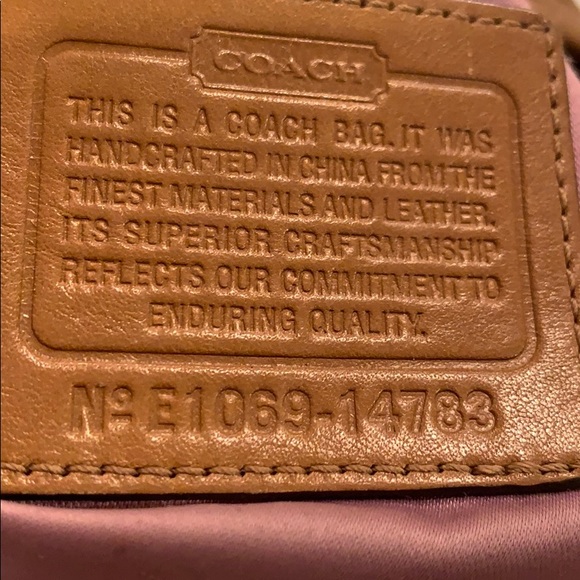 COACH
THIS IS A COACH BAG. IT WAS
HANDCRAFTED IN CHINA FROM THE
FINEST MATERIALS AND LEATHER.
ITS SUPERIOR CRAFTSMANSHIP
REFLECTS OUR COMMITMENT TO
ENDURING QUALITY.
Nº E1069-14783